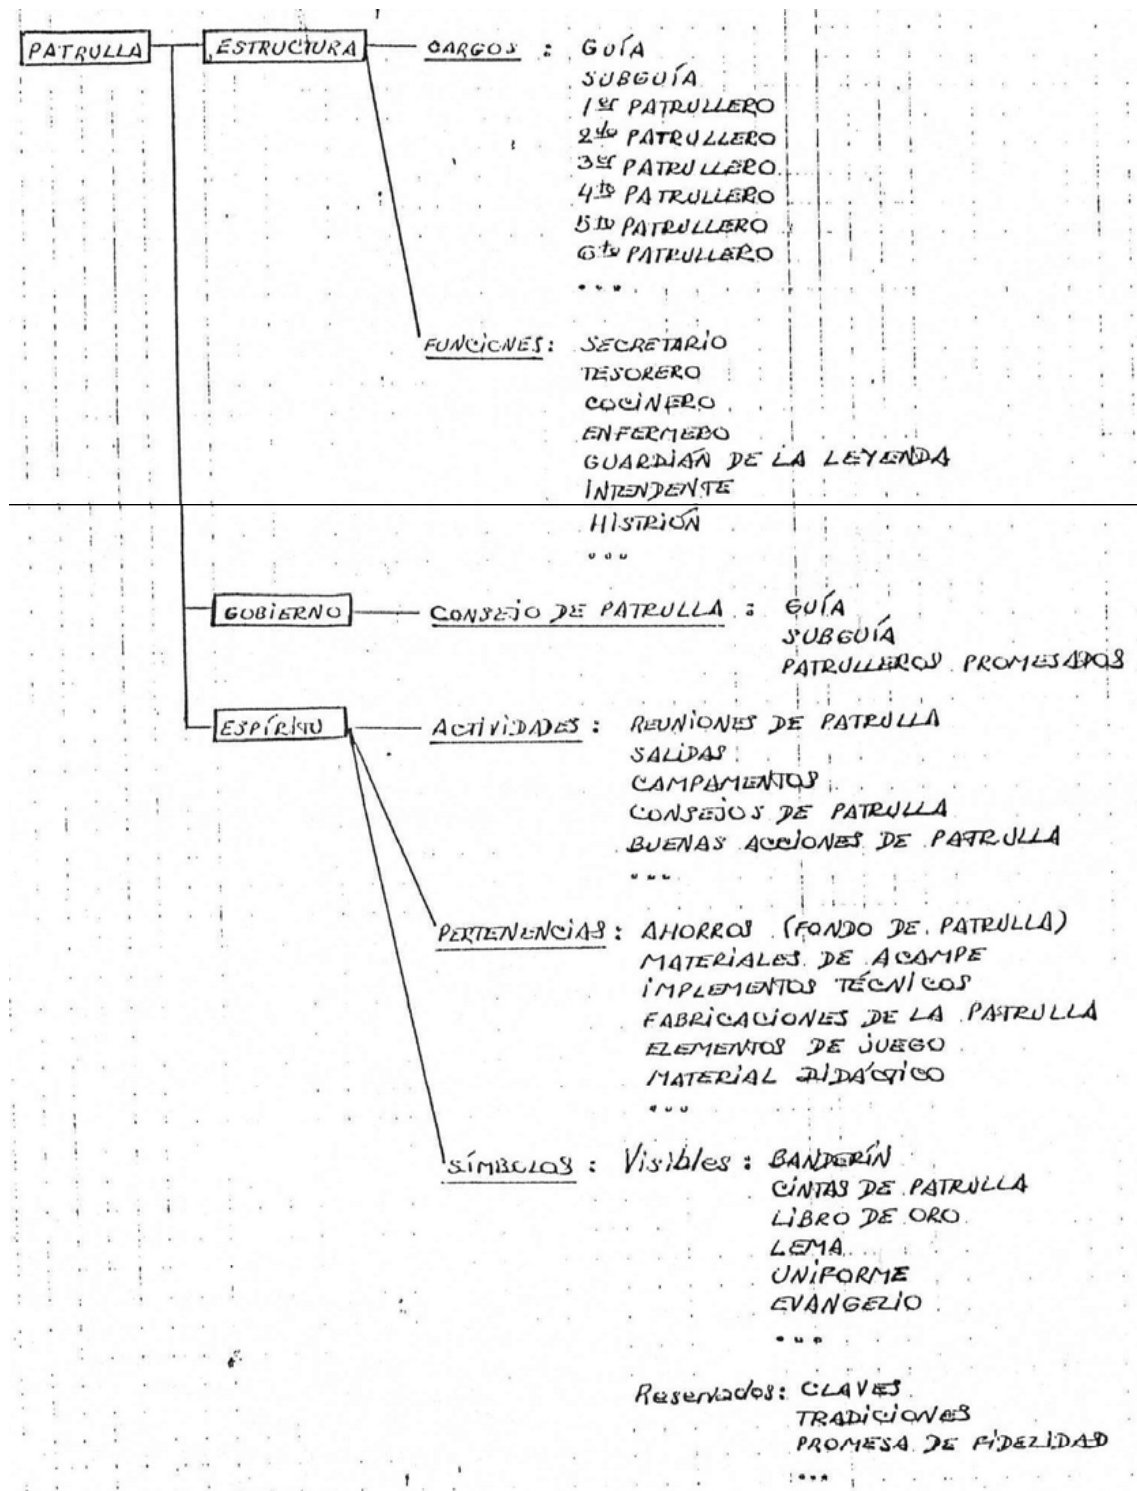 PATRULLA ESTRUCTURA CARGOS : GUÍA
SUBGUÍA
1er PATRULLERO
2do PATRULLERO
3er PATRULLERO
4to PATRULLERO
5to PATRULLERO
6to PATRULLERO
...
FUNCIONES : SECRETARIO
TESORERO
COCINERO
ENFERMERO
GUARDIÁN DE LA LEYENDA
INTENDENTE
HISTRIÓN
...
GOBIERNO CONSEJO DE PATRULLA : GUÍA
SUBGUÍA
PATRULLEROS PROMESADOS
ESPÍRITU ACTIVIDADES : REUNIONES DE PATRULLA
SALIDAS
CAMPAMENTOS
CONSEJOS DE PATRULLA
BUENAS ACCIONES DE PATRULLA
...
PERTENENCIAS : AHORROS (FONDO DE PATRULLA)
MATERIALES DE ACAMPE
IMPLEMENTOS TÉCNICOS
FABRICACIONES DE LA PATRULLA
ELEMENTOS DE JUEGO
MATERIAL DIDÁCTICO
...
SÍMBOLOS : Visibles : BANDERÍN
CINTAS DE PATRULLA
LIBRO DE ORO
LEMA
UNIFORME
EVANGELIO
...
Reservados : CLAVES
TRADICIONES
PROMESA DE FIDELIDAD
...